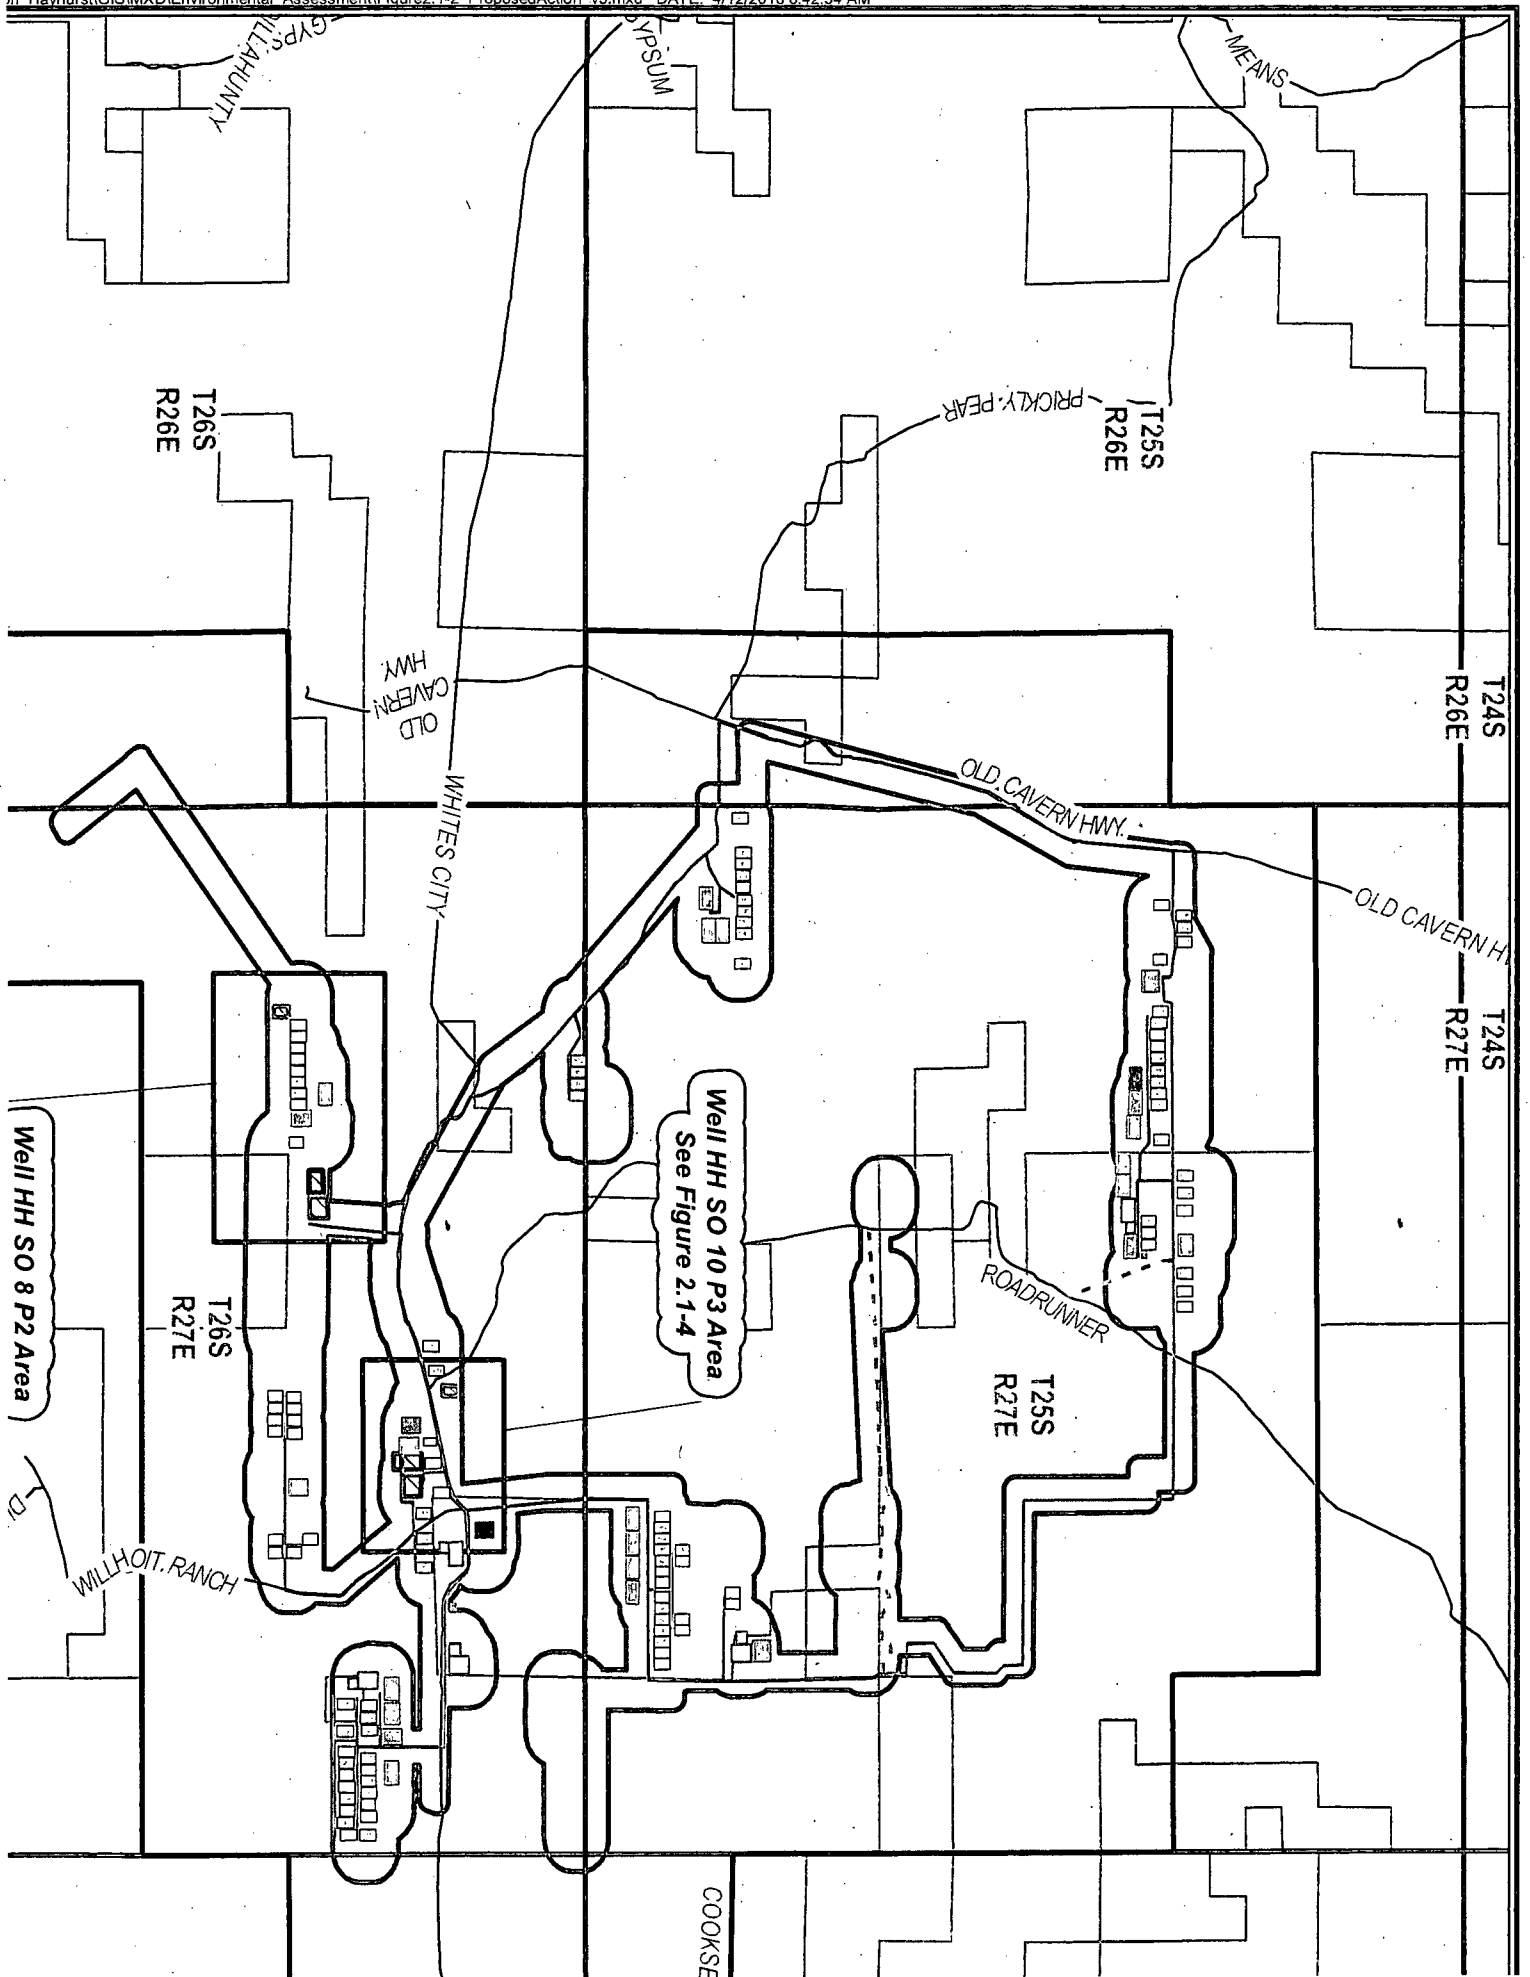 MEANS
GYPSUM
T24S
R26E
T24S
R27E
T25S
R26E
PRICKLY PEAR
OLD CAVERN HWY.
OLD CAVERN
ROADRUNNER
T25S
R27E
Well HH SO 10 P3 Area
See Figure 2.1-4
T26S
R26E
OLD
CAVERN
HWY.
WHITES CITY
T26S
R27E
Well HH SO 8 P2 Area
WILLHOIT RANCH
COOKSE